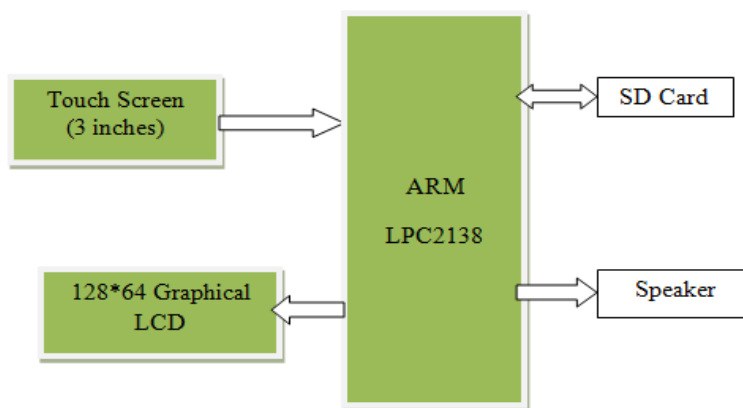 Touch Screen
(3 inches)
128*64 Graphical
LCD
ARM
LPC2138
SD Card
Speaker